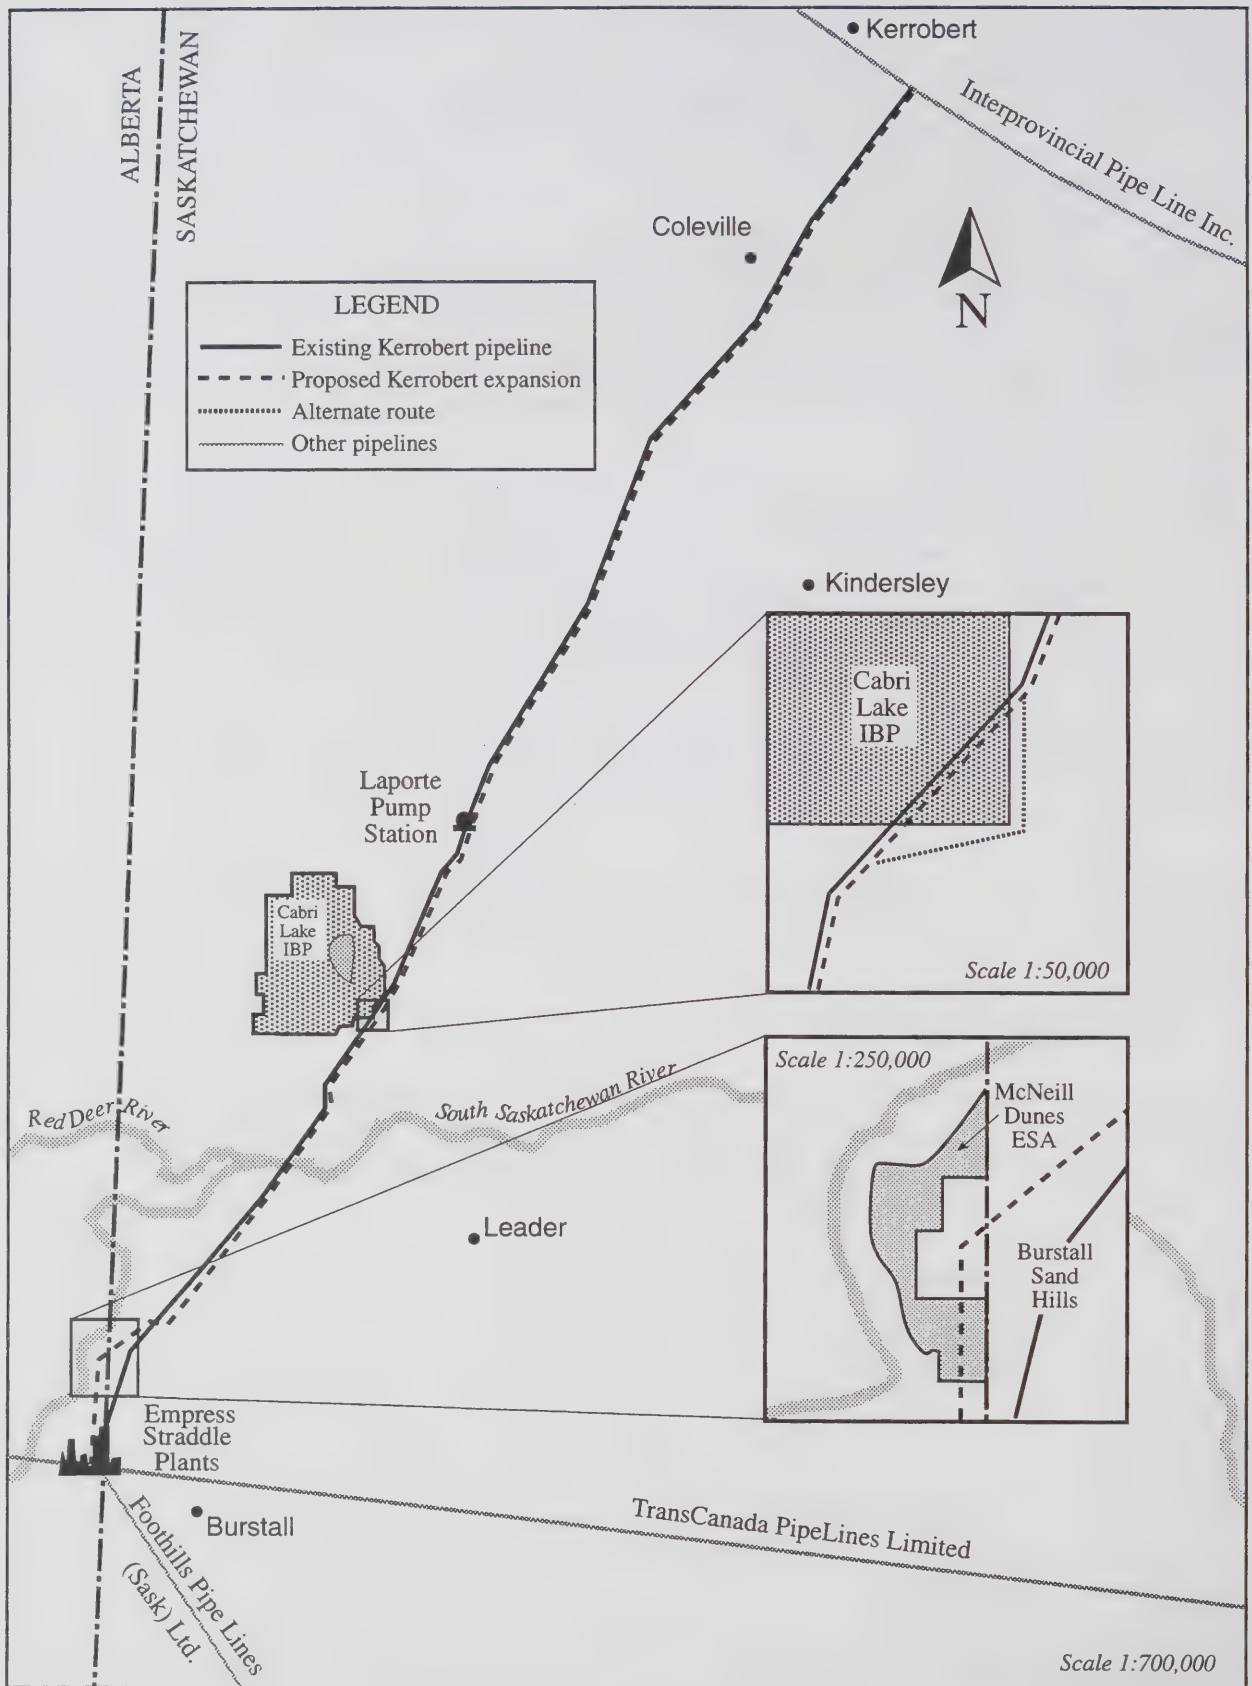 Kerrobert
Interprovincial Pipe Line Inc.
ALBERTA
SASKATCHEWAN
Coleville
N
LEGEND
Existing Kerrobert pipeline
Proposed Kerrobert expansion
Alternate route
Other pipelines
Kindersley
Cabri
Lake
IBP
Scale 1:50,000
Laporte
Pump
Station
Cabri
Lake
IBP
Red Deer River
South Saskatchewan River
Scale 1:250,000
McNeill
Dunes
ESA
Burstall
Sand
Hills
Leader
Empress
Straddle
Plants
Burstall
Foothills Pipe Lines
(Sask) Ltd.
TransCanada PipeLines Limited
Scale 1:700,000